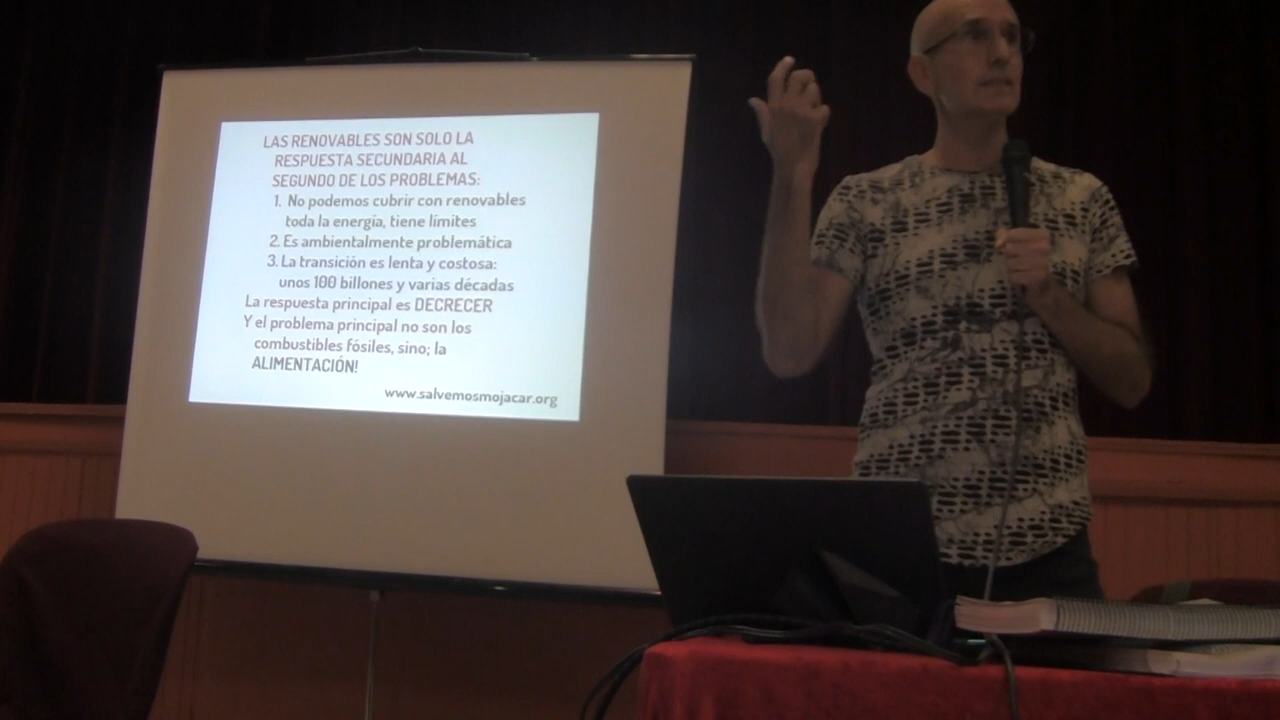 LAS RENOVABLES SON SOLO LA
RESPUESTA SECUNDARIA AL
SEGUNDO DE LOS PROBLEMAS:
1. No podemos cubrir con renovables
toda la energía, tiene límites
2. Es ambientalmente problemática
3. La transición es lenta y costosa:
unos 100 billones y varias décadas
La respuesta principal es DECRECER
Y el problema principal no son los
combustibles fósiles, sino; la
ALIMENTACIÓN!
www.salvemosmojacar.org